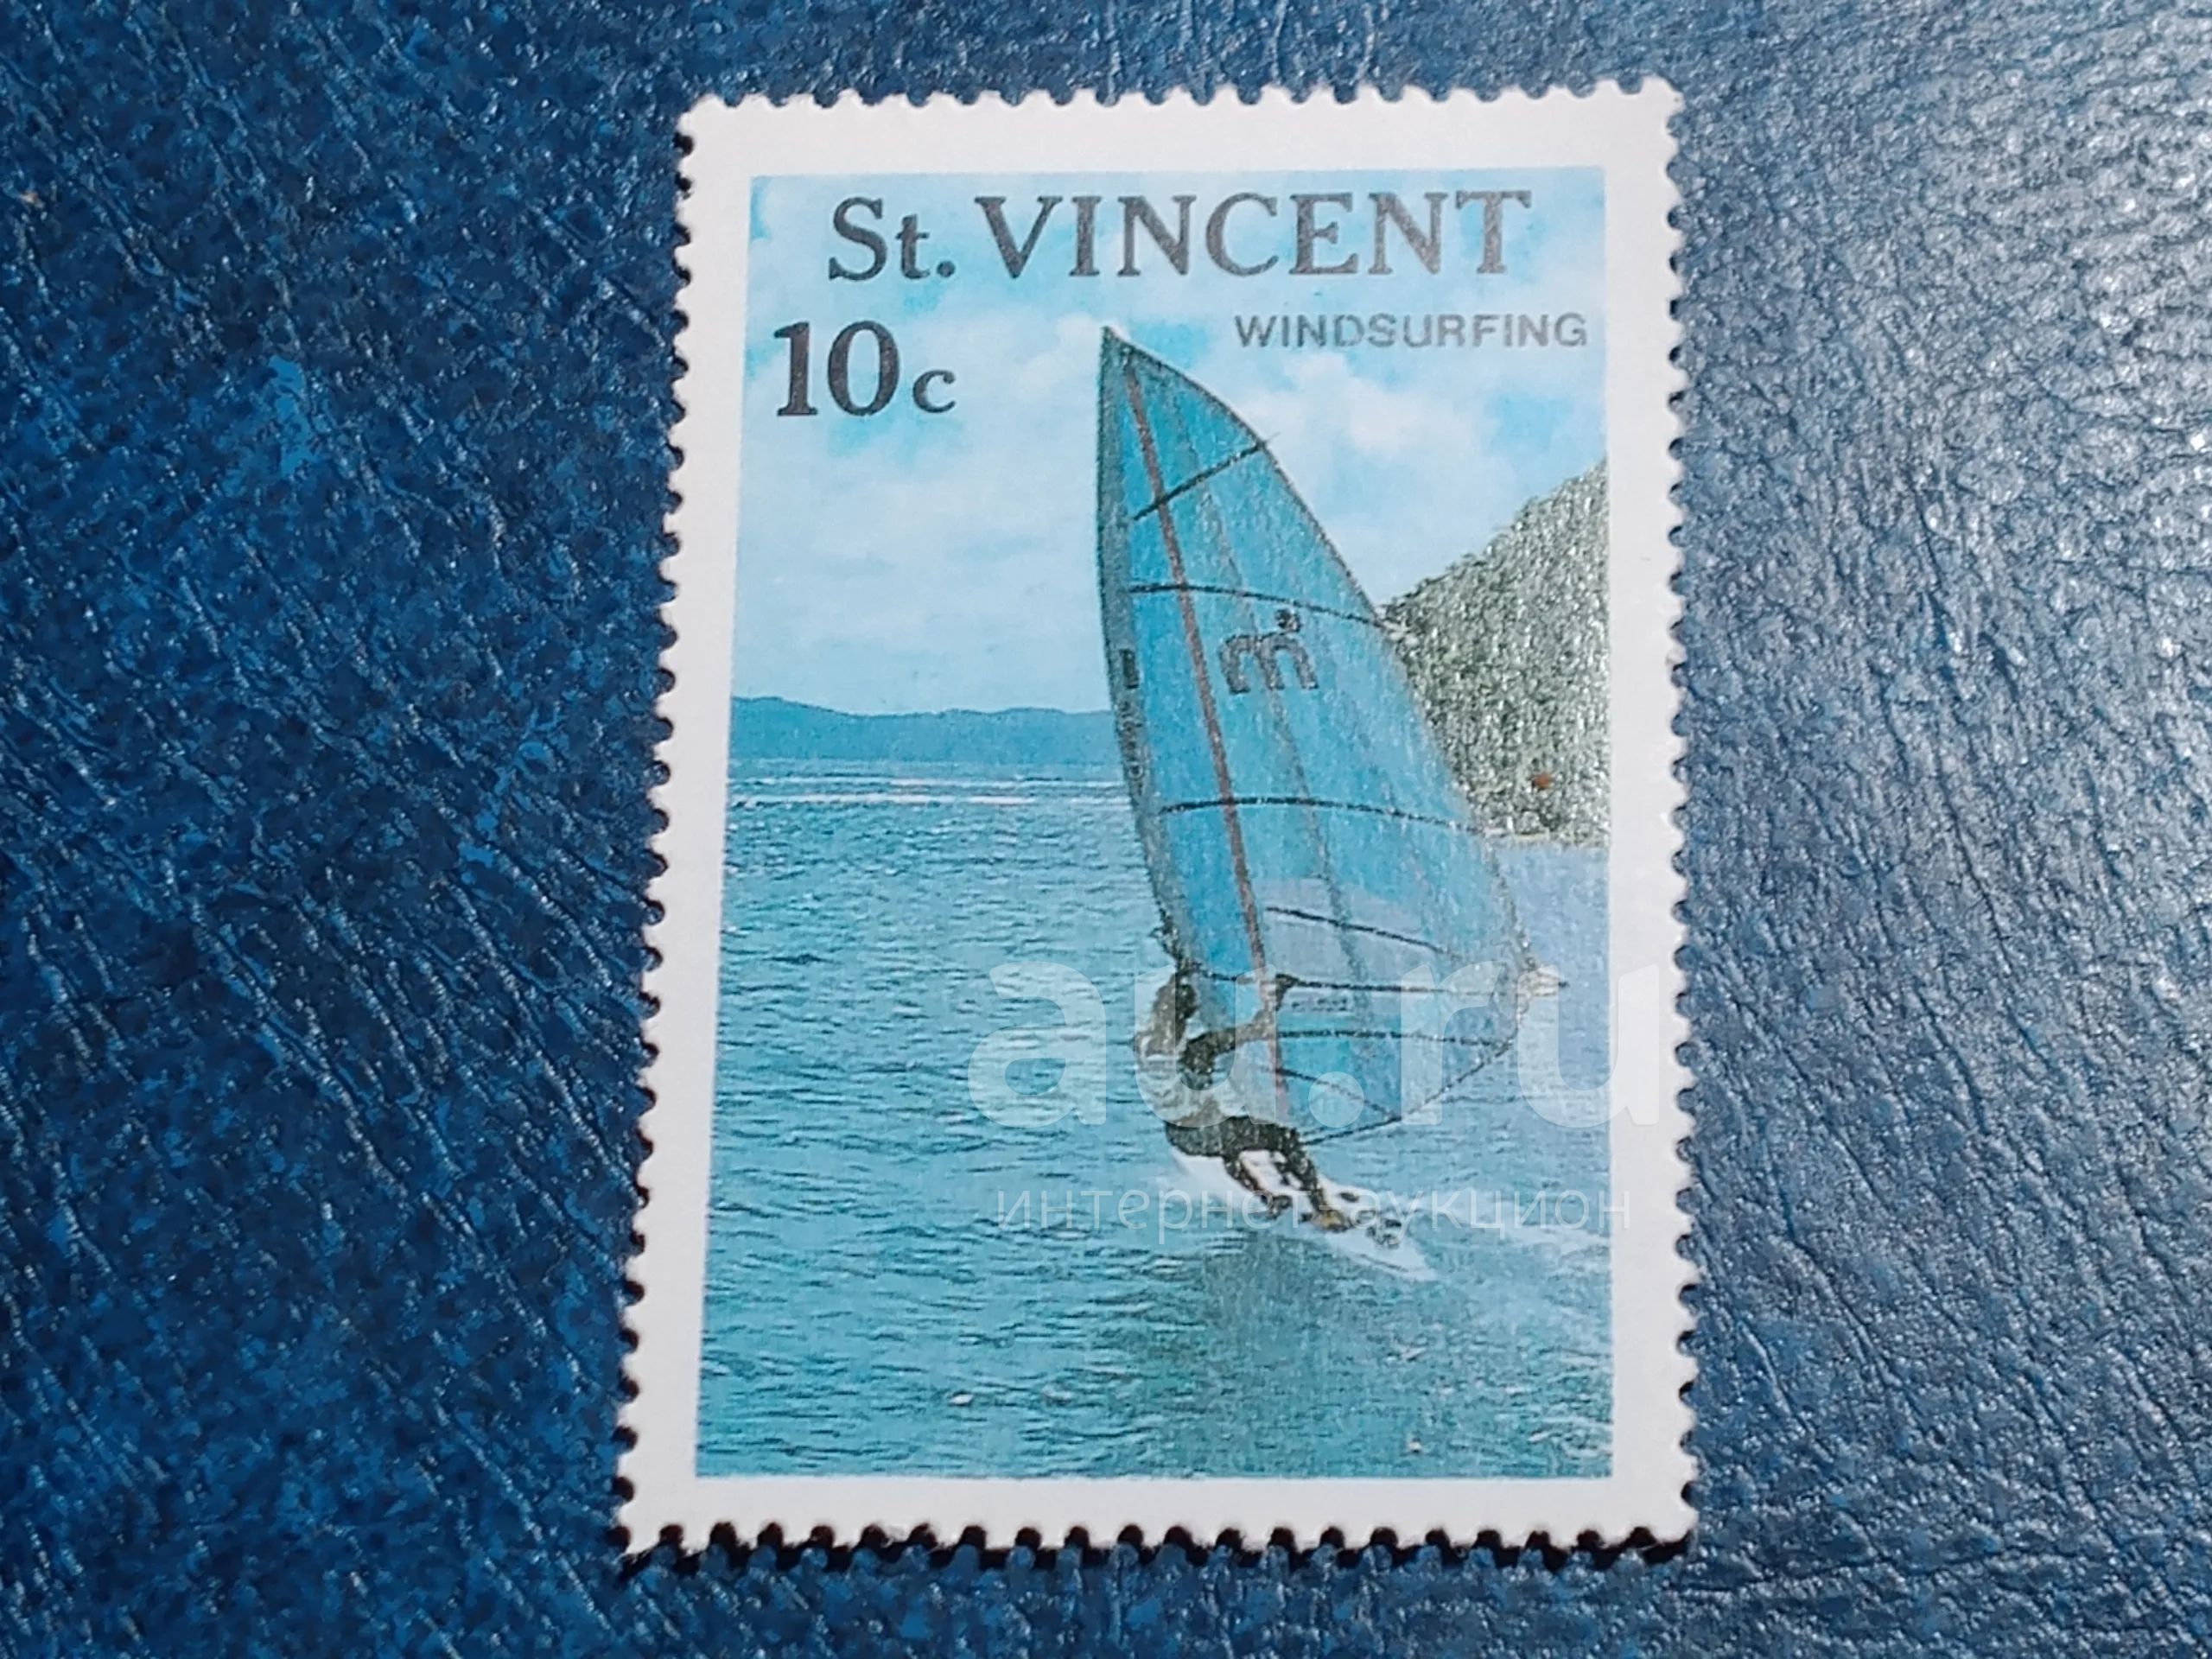 St. VINCENT
WINDSURFING
10c
m
au.ru
интернет аукцион